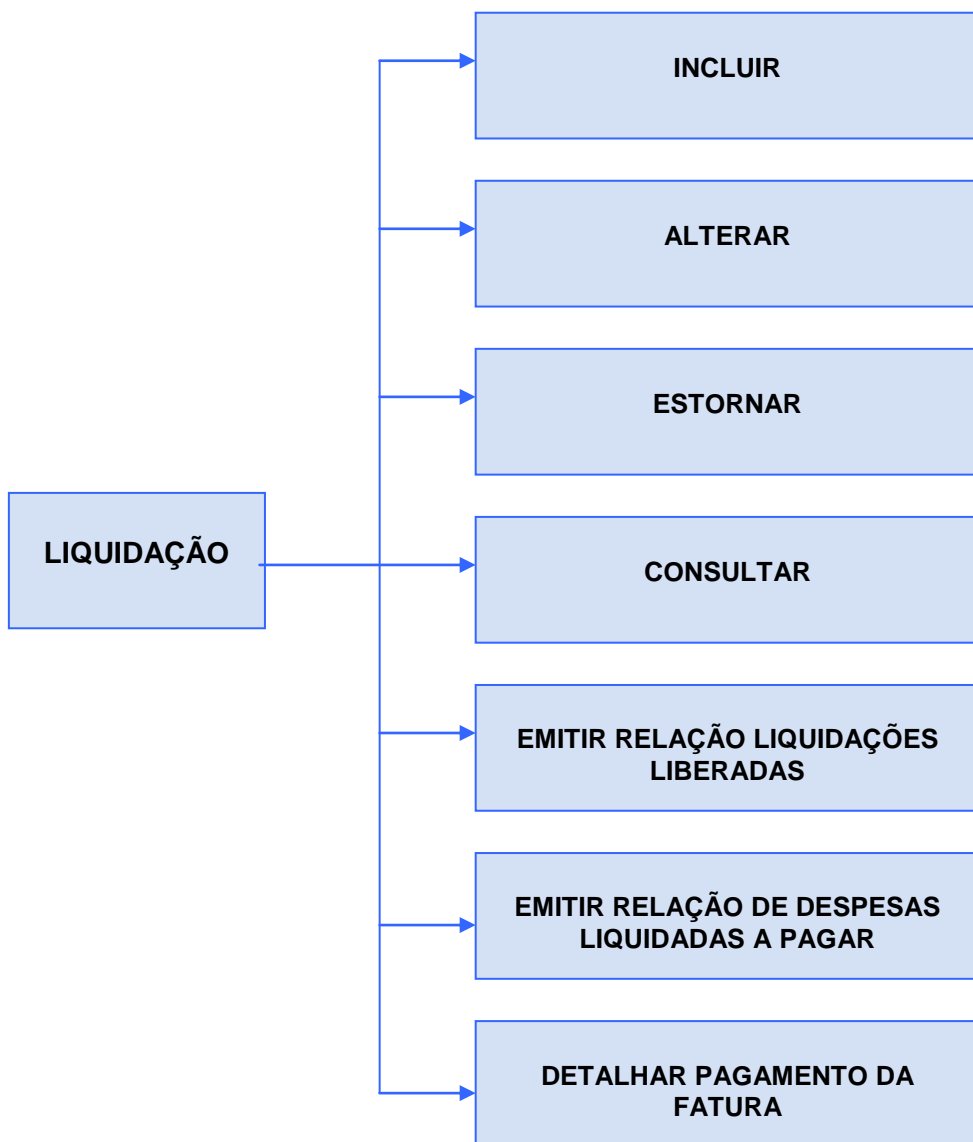 INCLUIR
ALTERAR
ESTORNAR
LIQUIDAÇÃO
CONSULTAR
EMITIR RELAÇÃO LIQUIDAÇÕES
LIBERADAS
EMITIR RELAÇÃO DE DESPESAS
LIQUIDADAS A PAGAR
DETALHAR PAGAMENTO DA
FATURA